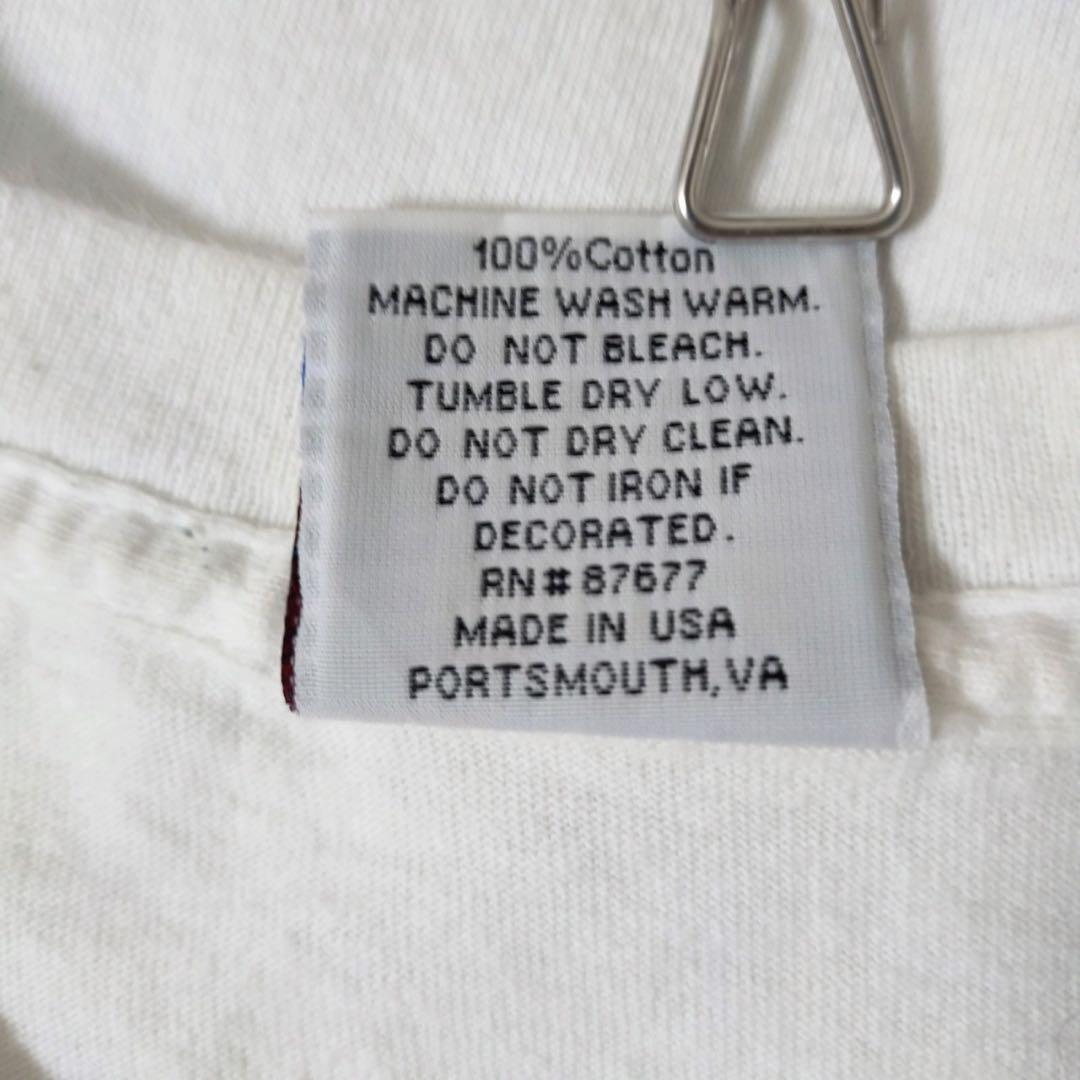 100%Cotton
MACHINE WASH WARM.
DO NOT BLEACH.
TUMBLE DRY LOW.
DO NOT DRY CLEAN.
DO NOT IRON IF
DECORATED.
RN# 87677
MADE IN USA
PORTSMOUTH,VA